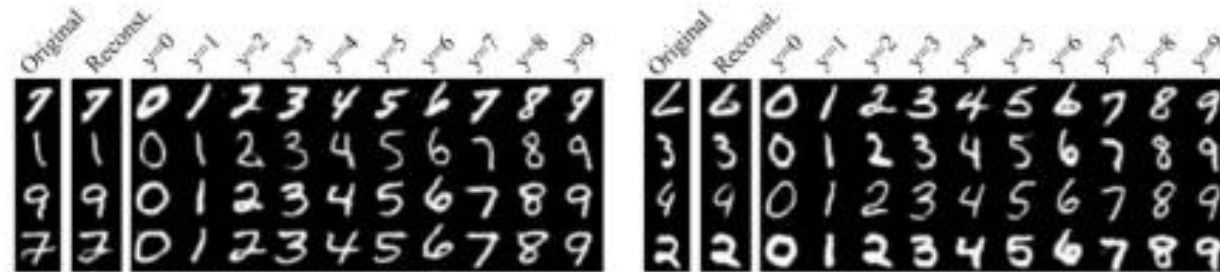 Original Reconst. y=0 y=1 y=2 y=3 y=4 y=5 y=6 y=7 y=8 y=9
7 7 0 1 2 3 4 5 6 7 8 9
1 1 0 1 2 3 4 5 6 7 8 9
9 9 0 1 2 3 4 5 6 7 8 9
7 7 0 1 2 3 4 5 6 7 8 9
Original Reconst. y=0 y=1 y=2 y=3 y=4 y=5 y=6 y=7 y=8 y=9
6 6 0 1 2 3 4 5 6 7 8 9
3 3 0 1 2 3 4 5 6 7 8 9
9 9 0 1 2 3 4 5 6 7 8 9
2 2 0 1 2 3 4 5 6 7 8 9